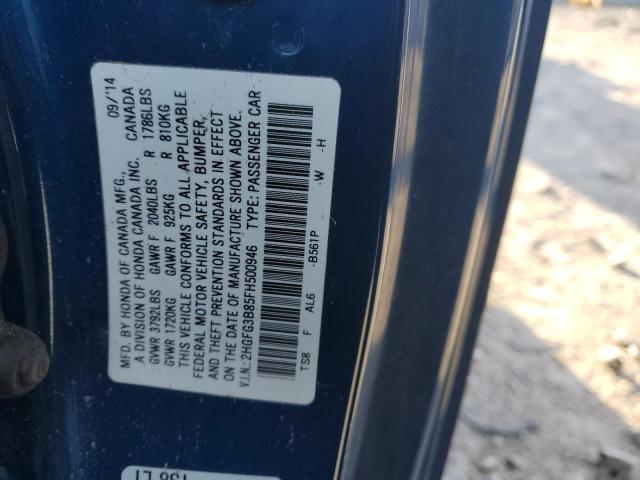 MFD. BY HONDA OF CANADA MFG., 09/'14
A DIVISION OF HONDA CANADA INC. CANADA
GVWR 3792LBS GAWR F 2040LBS R 1786LBS
GVWR 1720KG GAWR F 925KG R 810KG
THIS VEHICLE CONFORMS TO ALL APPLICABLE
FEDERAL MOTOR VEHICLE SAFETY, BUMPER,
AND THEFT PREVENTION STANDARDS IN EFFECT
ON THE DATE OF MANUFACTURE SHOWN ABOVE.
V.I.N.:2HGFG3B85FH500946 TYPE: PASSENGER CAR
TS8 F AL6 -B561P -W -H